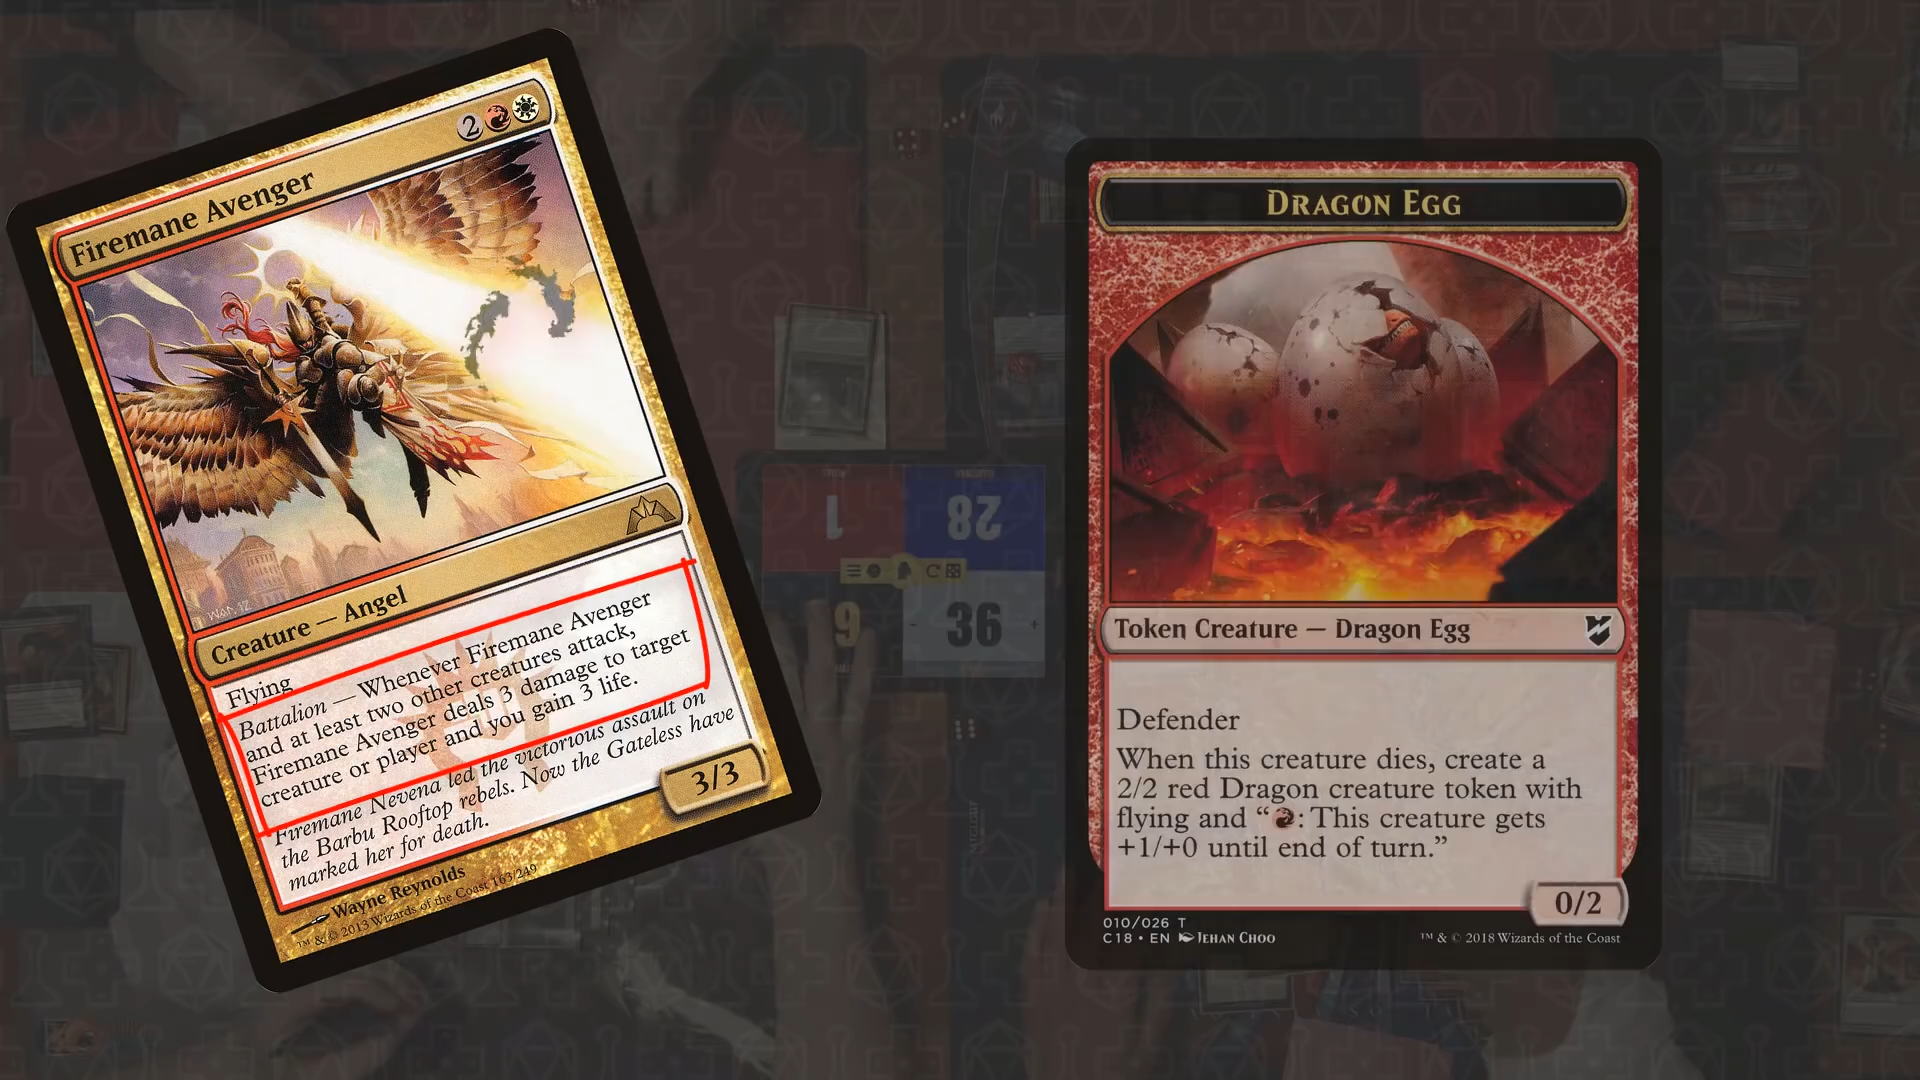 Firemane Avenger
2
Creature — Angel
Flying
Battalion — Whenever Firemane Avenger
and at least two other creatures attack,
Firemane Avenger deals 3 damage to target
creature or player and you gain 3 life.
Firemane Nevena led the victorious assault on
the Barbu Rooftop rebels. Now the Gateless have
marked her for death.
3/3
Wayne Reynolds
™ & © 2013 Wizards of the Coast 163/249
1
28
9
- 36 +
DRAGON EGG
Token Creature — Dragon Egg
Defender
When this creature dies, create a
2/2 red Dragon creature token with
flying and “ : This creature gets
+1/+0 until end of turn.”
0/2
010/026 T
C18 • EN JEHAN CHOO
™ & © 2018 Wizards of the Coast